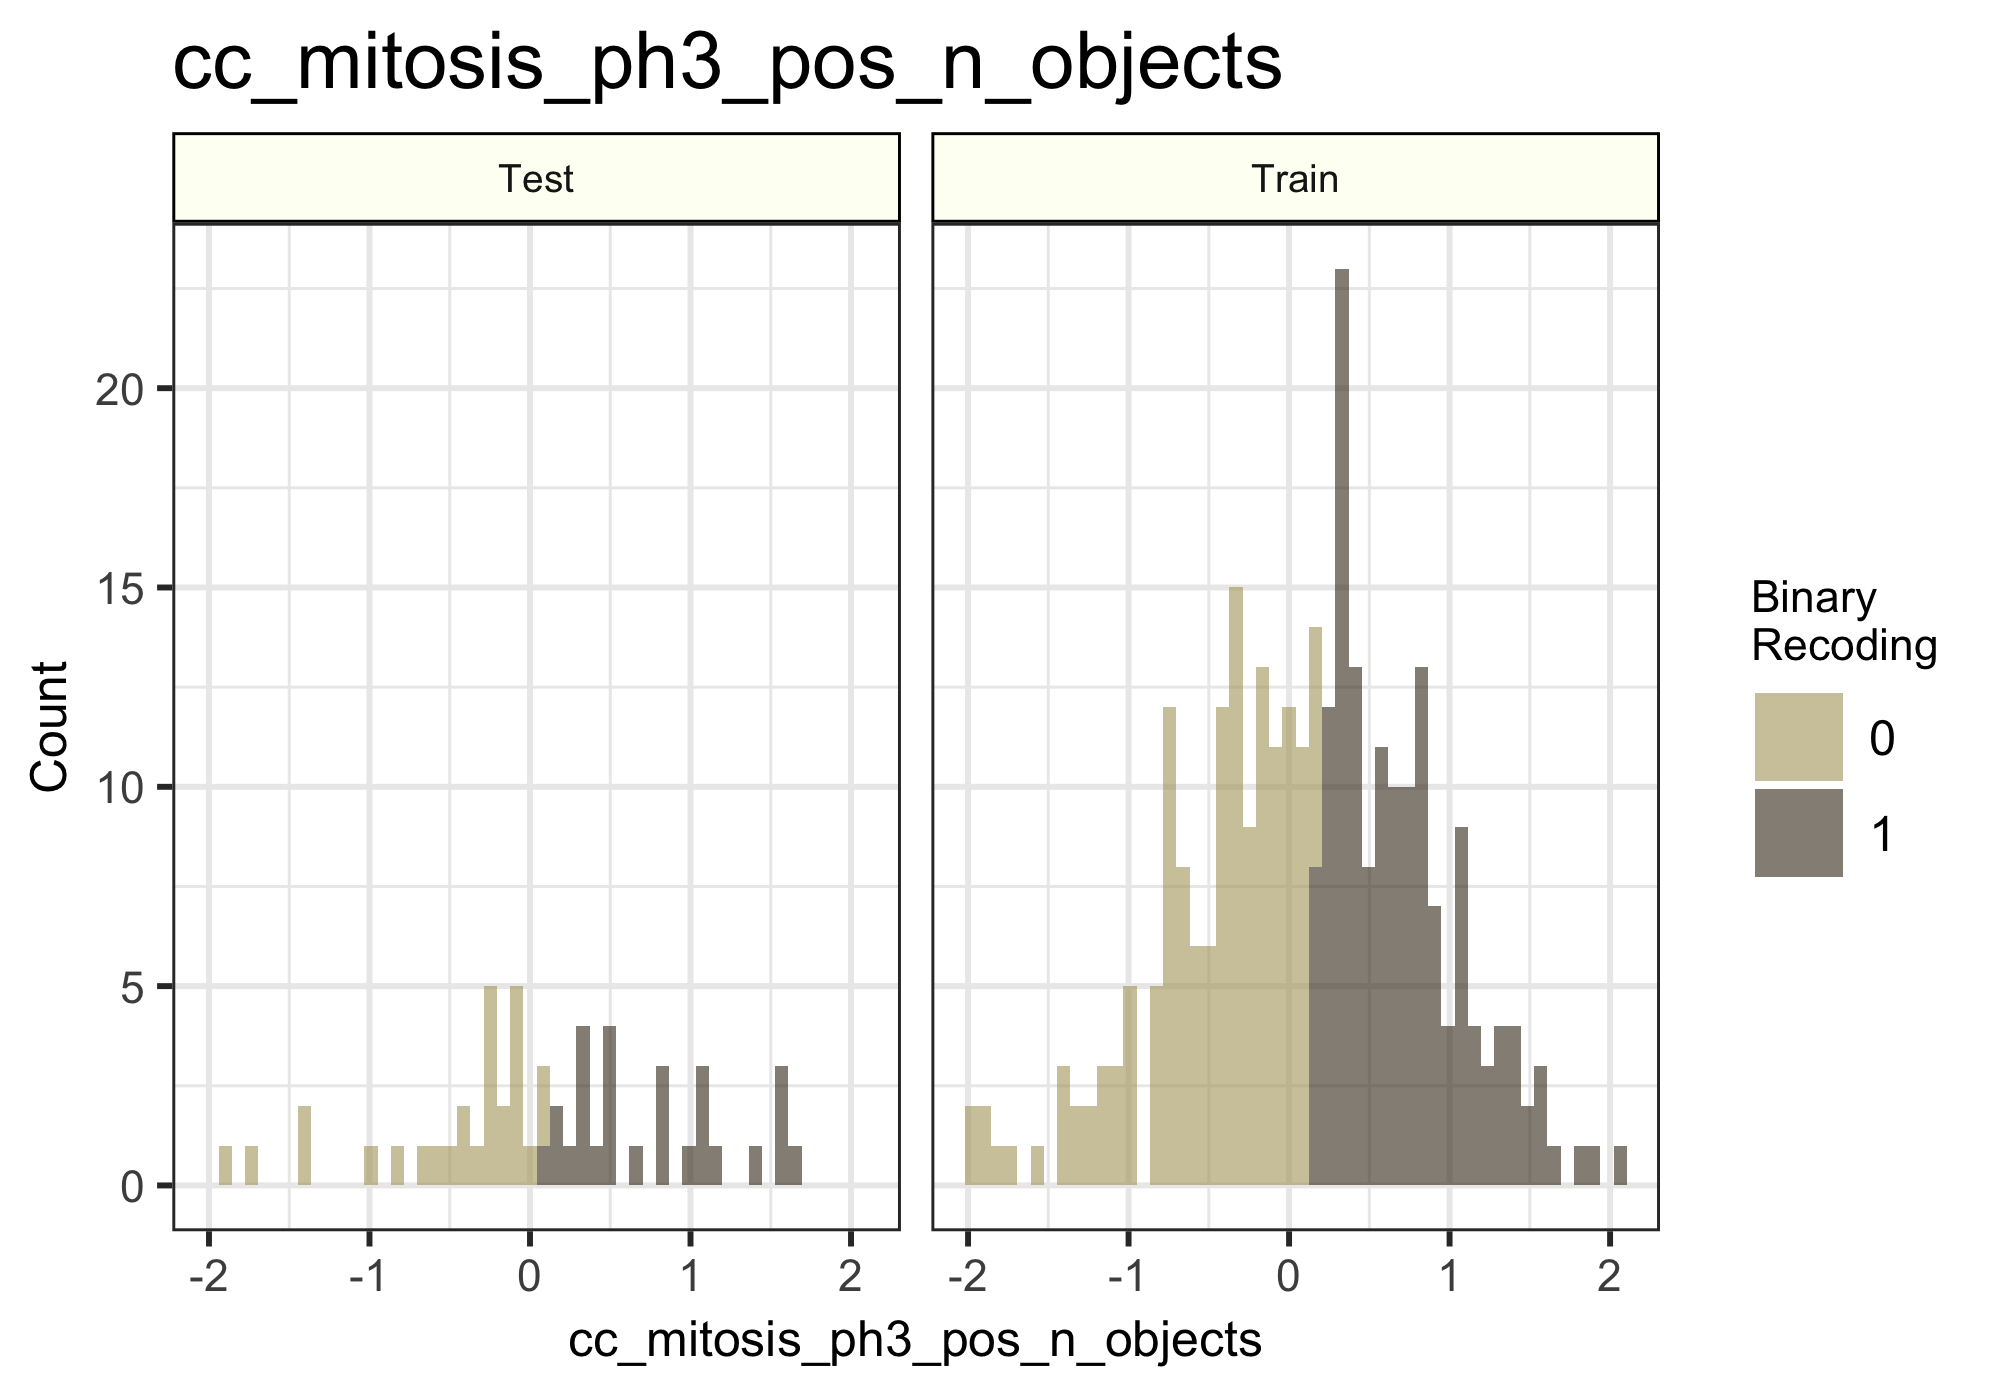 cc_mitosis_ph3_pos_n_objects
Test
Train
20
15
10
5
0
Count
-2
-1
0
1
2
-2
-1
0
1
2
cc_mitosis_ph3_pos_n_objects
Binary
Recoding
0
1